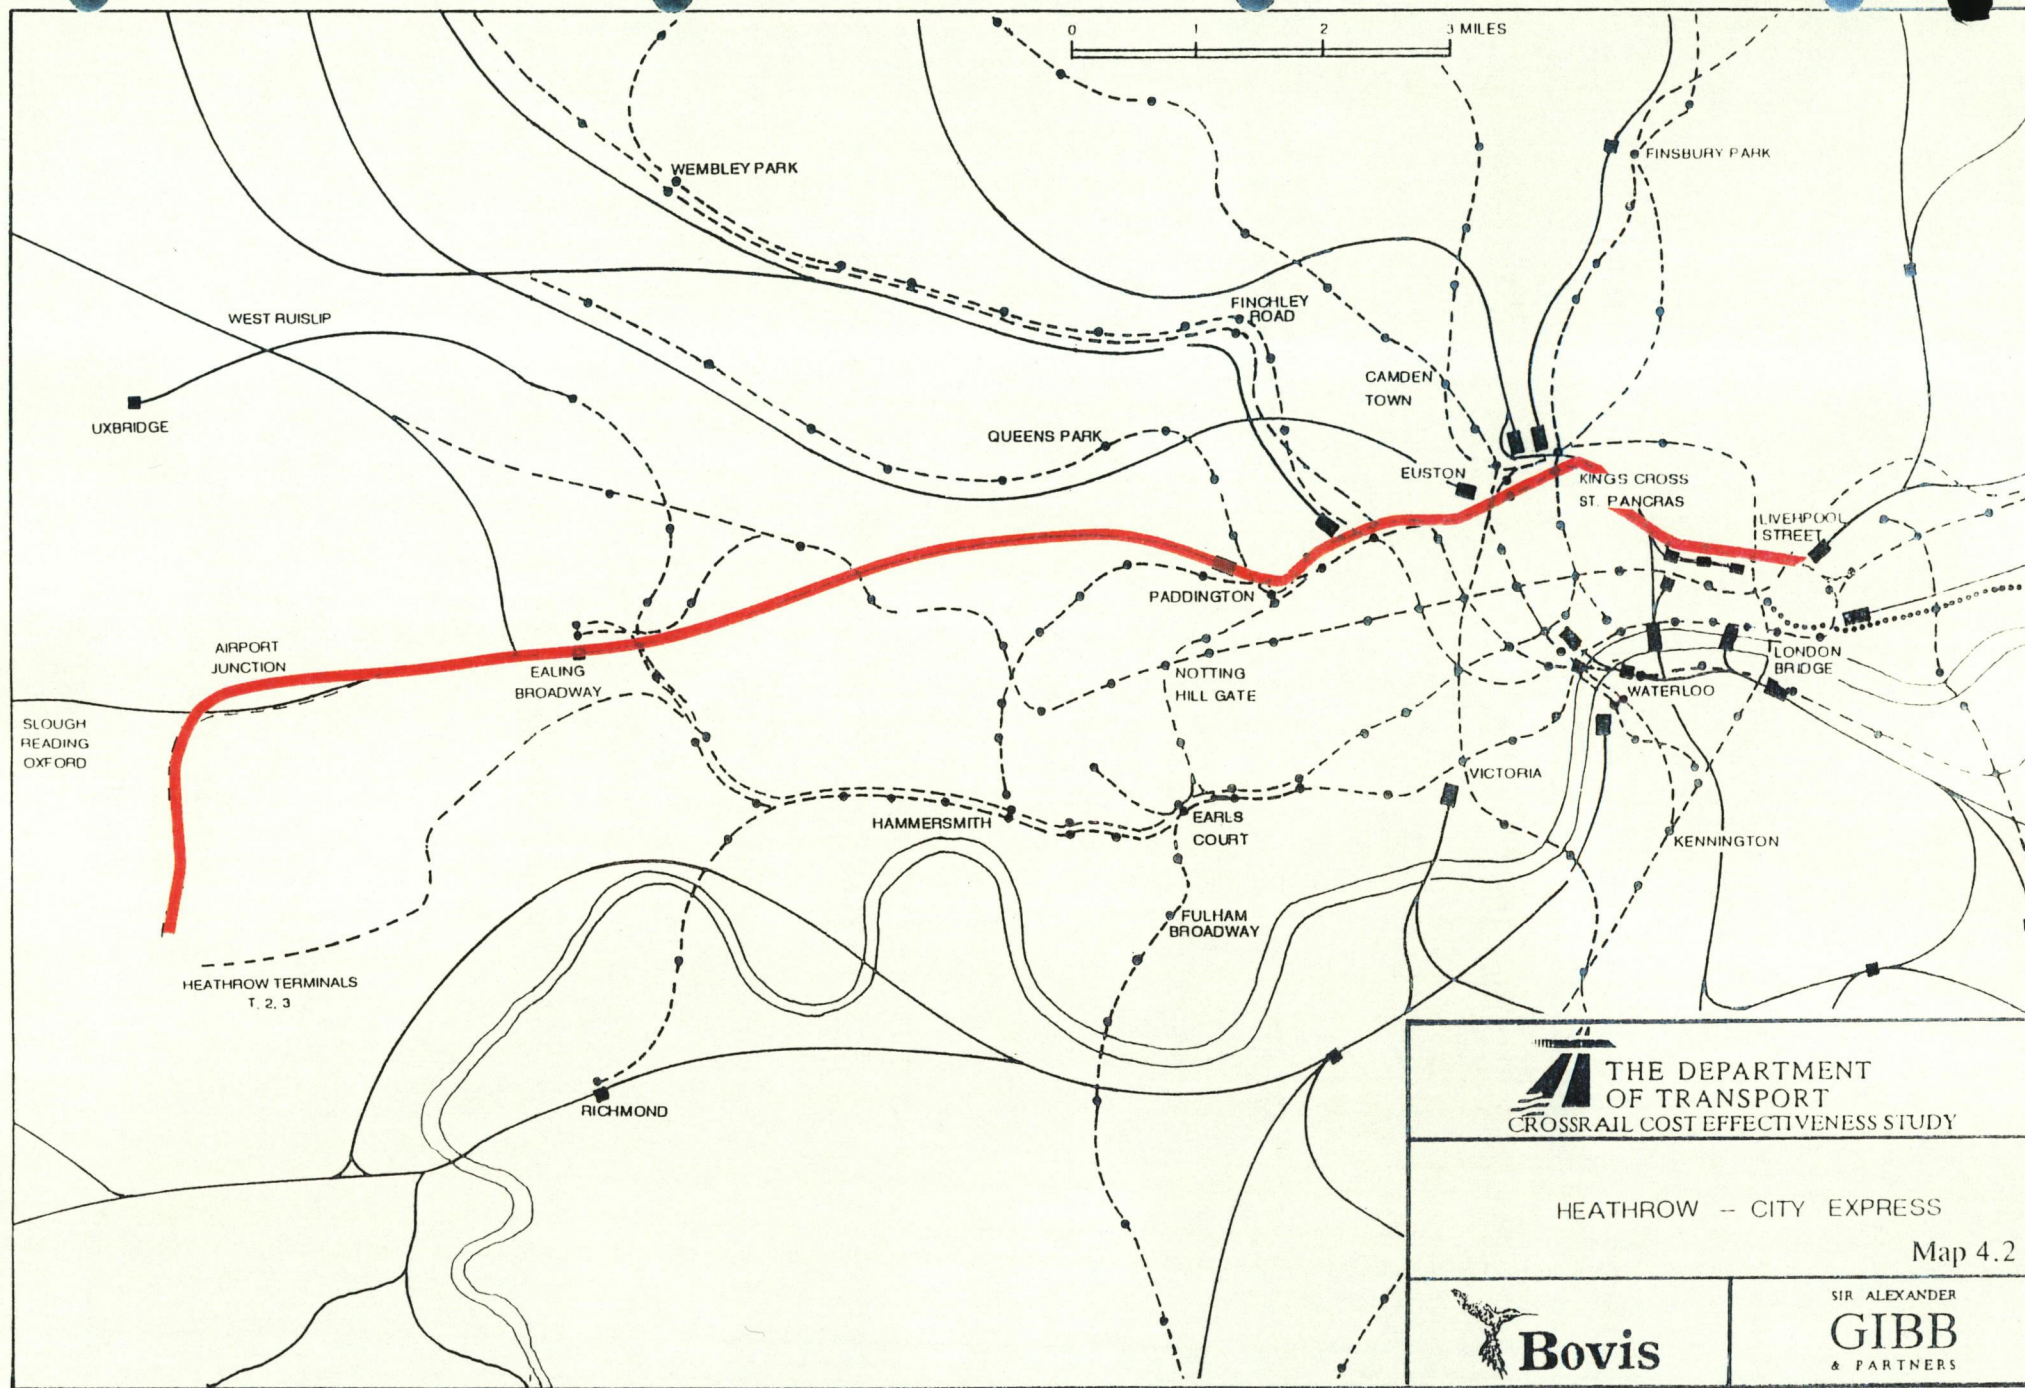 0 1 2 3 MILES
WEMBLEY PARK
FINSBURY PARK
WEST RUISLIP
FINCHLEY
ROAD
CAMDEN
TOWN
UXBRIDGE
QUEENS PARK
EUSTON
KINGS CROSS
ST. PANCRAS
LIVERPOOL
STREET
PADDINGTON
AIRPORT
JUNCTION
EALING
BROADWAY
NOTTING
HILL GATE
LONDON
BRIDGE
WATERLOO
SLOUGH
READING
OXFORD
VICTORIA
HAMMERSMITH
EARLS
COURT
KENNINGTON
FULHAM
BROADWAY
HEATHROW TERMINALS
T, 2, 3
RICHMOND
THE DEPARTMENT
OF TRANSPORT
CROSSRAIL COST EFFECTIVENESS STUDY
HEATHROW -- CITY EXPRESS
Map 4.2
Bovis
SIR ALEXANDER
GIBB
& PARTNERS